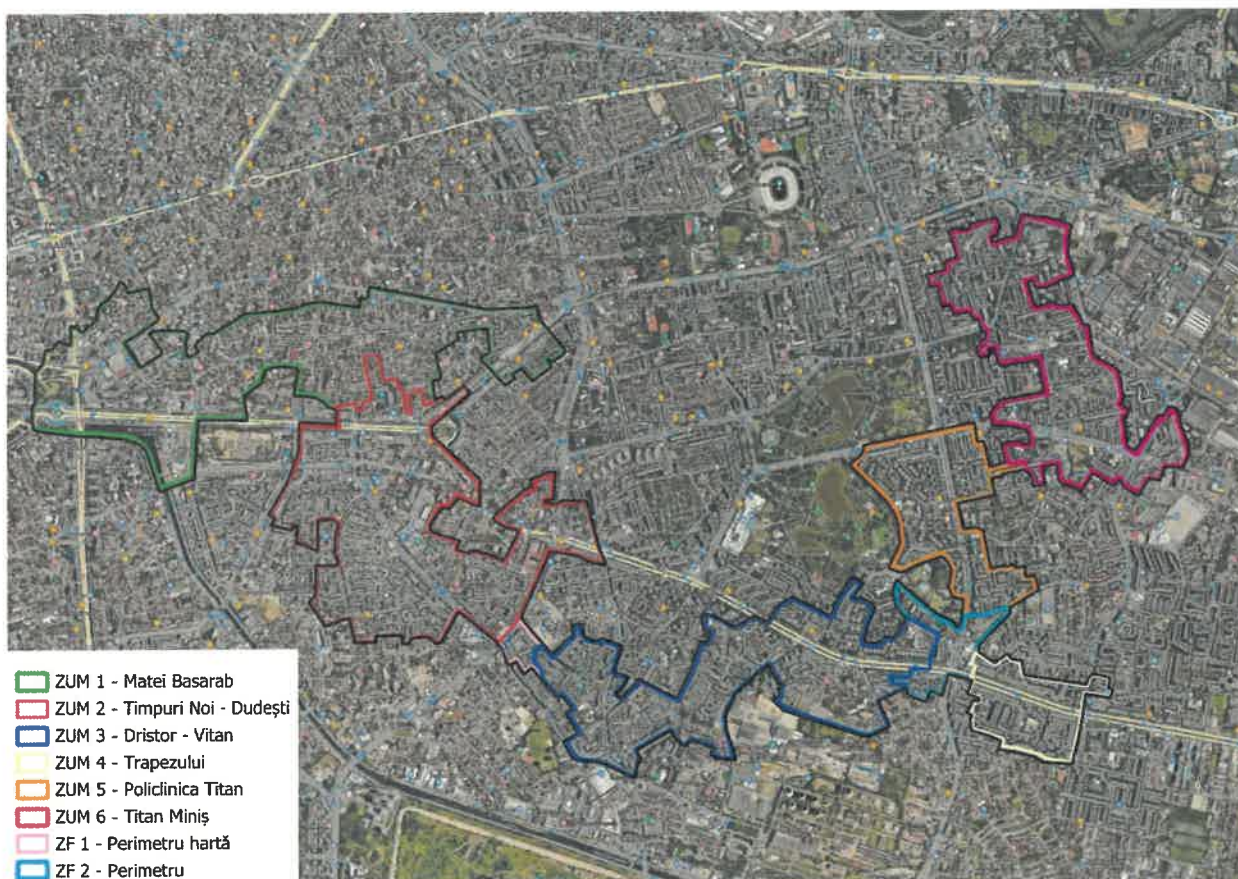 ZUM 1 - Matei Basarab
ZUM 2 - Timpuri Noi - Dudești
ZUM 3 - Dristor - Vitan
ZUM 4 - Trapezului
ZUM 5 - Policlinica Titan
ZUM 6 - Titan Miniș
ZF 1 - Perimetru hartă
ZF 2 - Perimetru